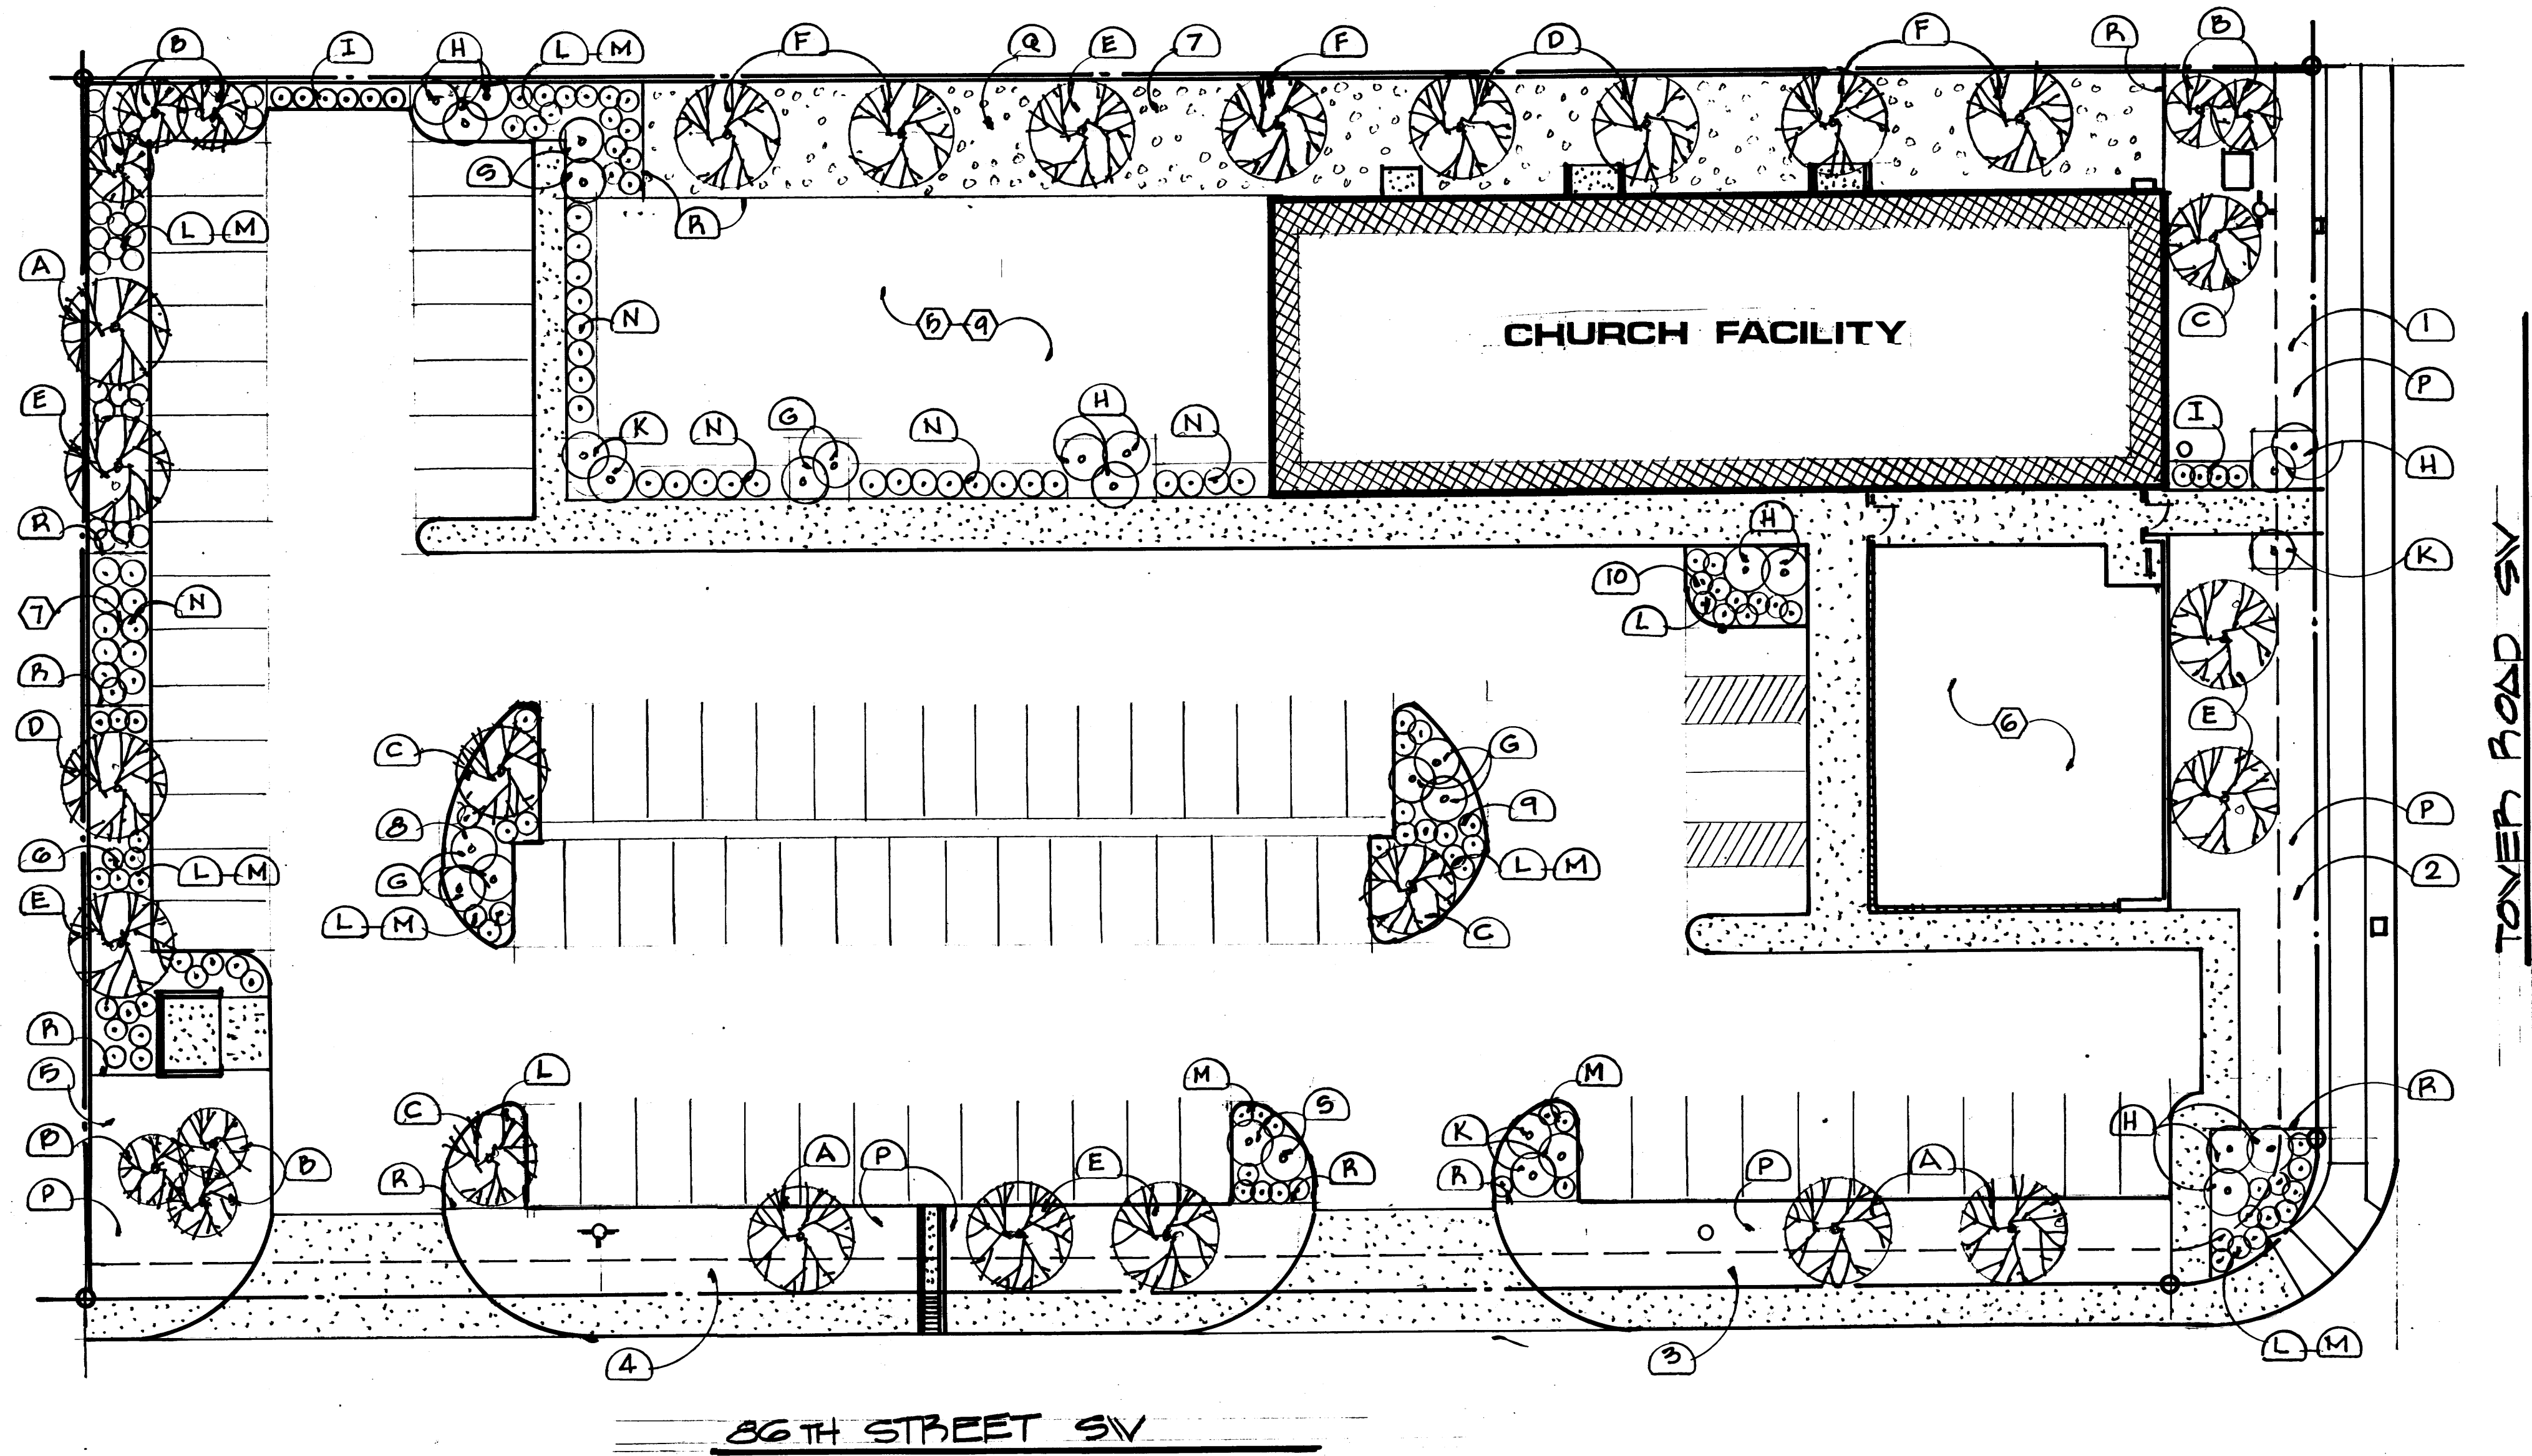 B I H L M F Q E 7 F D F R B
S R
L M
A
N 5 9 CHURCH FACILITY C 1
P
E K N G N H N I H
R H K
7 N 10 L
R
D C G 6 E
8 9 P
6 L M G L M 2
E L M C
R
5 L M S M R
C K H
B B R A P E R R P A
P
4 3 L M
86TH STREET SW
TOWER ROAD SW